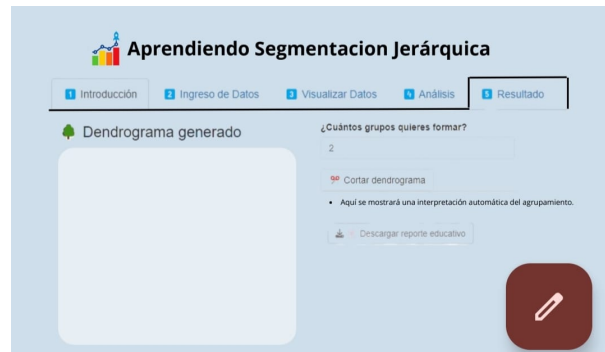 Aprendiendo Segmentacion Jerárquica
1 Introducción
2 Ingreso de Datos
3 Visualizar Datos
4 Análisis
5 Resultado
Dendrograma generado
¿Cuántos grupos quieres formar?
2
Cortar dendrograma
• Aquí se mostrará una interpretación automática del agrupamiento.
Descargar reporte educativo